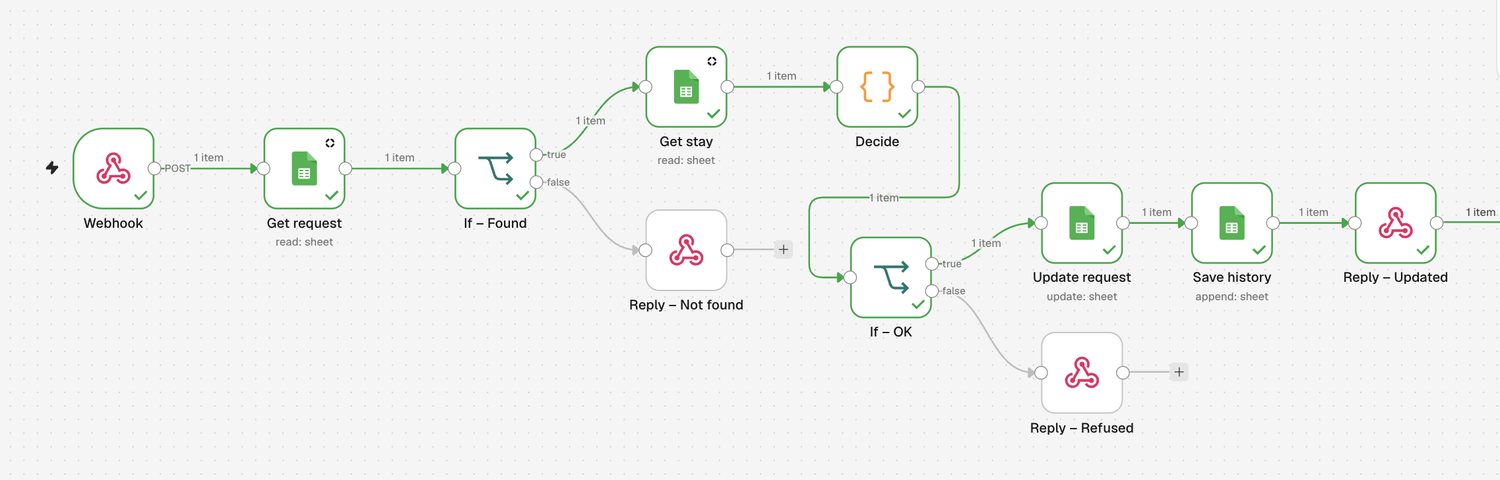 POST
1 item
Webhook
Get request
read: sheet
1 item
If – Found
true
false
1 item
Get stay
read: sheet
1 item
Decide
Reply – Not found
1 item
If – OK
true
false
1 item
Update request
update: sheet
1 item
Save history
append: sheet
1 item
Reply – Updated
1 item
Reply – Refused